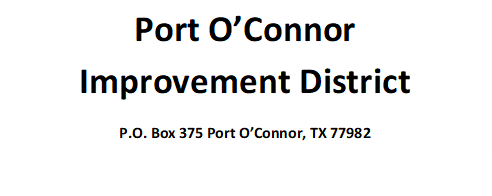 Port O’Connor
Improvement District
P.O. Box 375 Port O’Connor, TX 77982